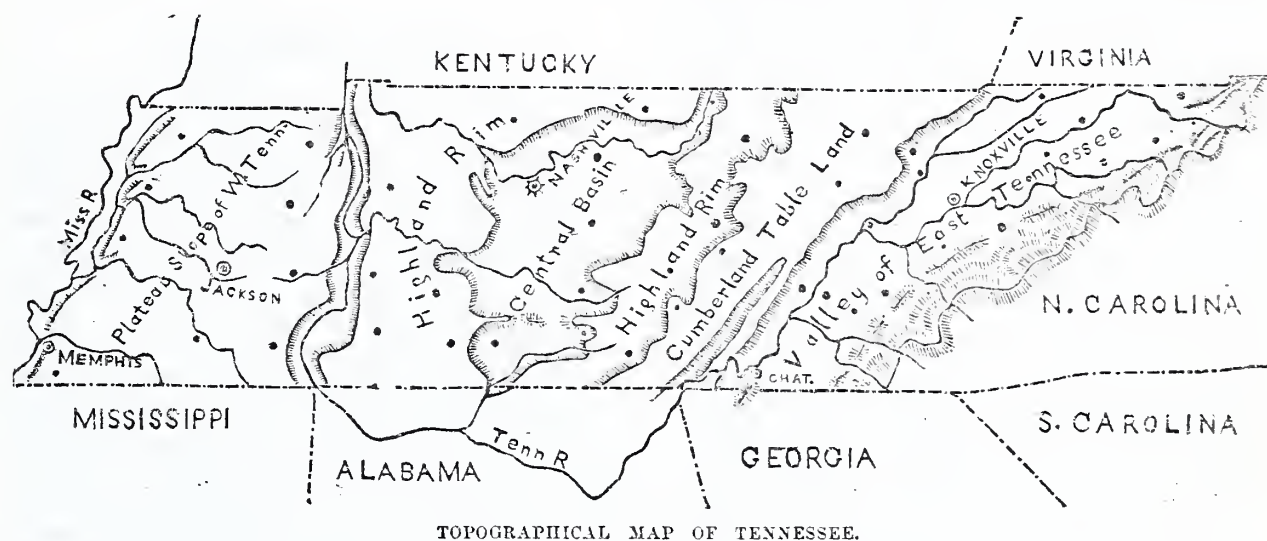 KENTUCKY
VIRGINIA
Miss R
Plateau Slope of W. Tenn
JACKSON
MEMPHIS
Highland Rim
NASHVILLE
Central Basin
Highland Rim
Cumberland Table Land
KNOXVILLE
Valley of East Tennessee
CHAT.
N. CAROLINA
S. CAROLINA
MISSISSIPPI
ALABAMA
Tenn R
GEORGIA
TOPOGRAPHICAL MAP OF TENNESSEE.